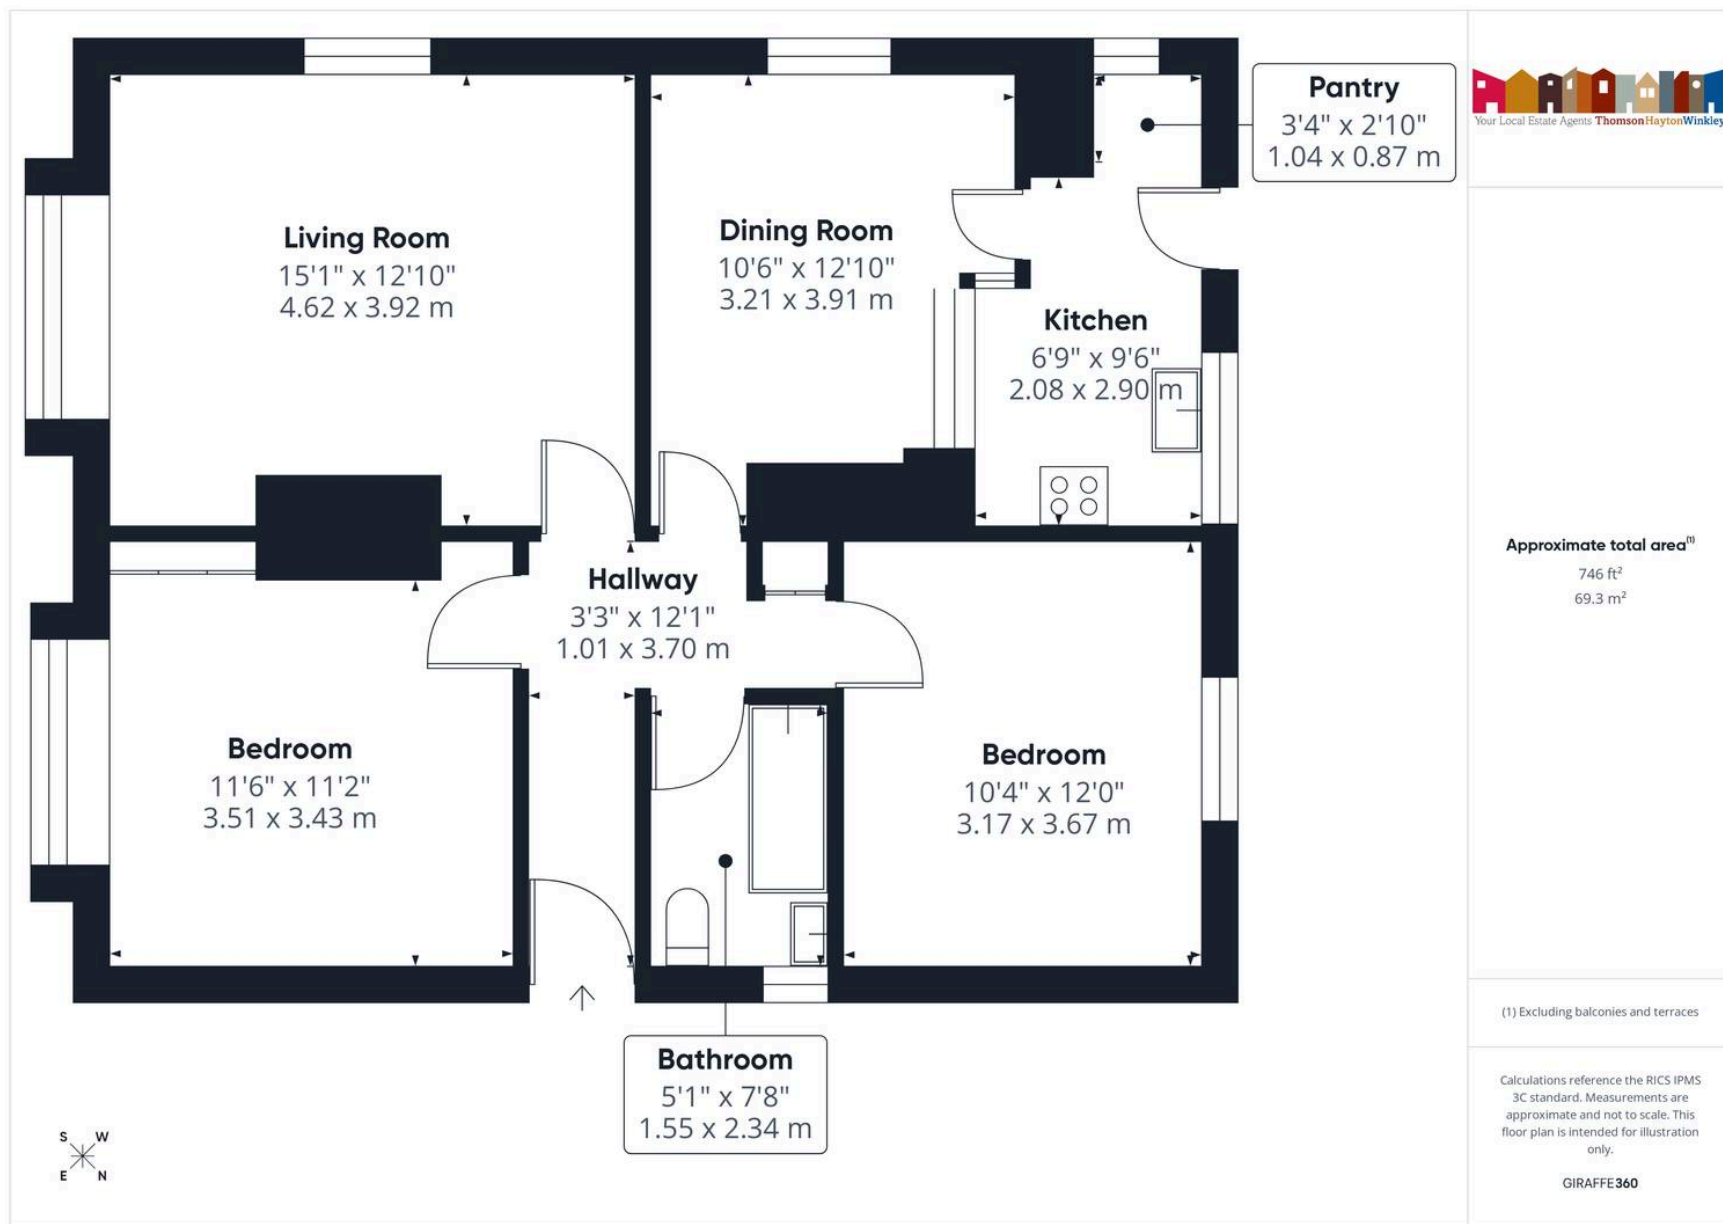 Living Room
15'1" x 12'10"
4.62 x 3.92 m
Dining Room
10'6" x 12'10"
3.21 x 3.91 m
Pantry
3'4" x 2'10"
1.04 x 0.87 m
Kitchen
6'9" x 9'6"
2.08 x 2.90 m
Hallway
3'3" x 12'1"
1.01 x 3.70 m
Bedroom
11'6" x 11'2"
3.51 x 3.43 m
Bedroom
10'4" x 12'0"
3.17 x 3.67 m
Bathroom
5'1" x 7'8"
1.55 x 2.34 m
S W
E N
Your Local Estate Agents ThomsonHaytonWinkley
Approximate total area(1)
746 ft²
69.3 m²
(1) Excluding balconies and terraces
Calculations reference the RICS IPMS
3C standard. Measurements are
approximate and not to scale. This
floor plan is intended for illustration
only.
GIRAFFE360